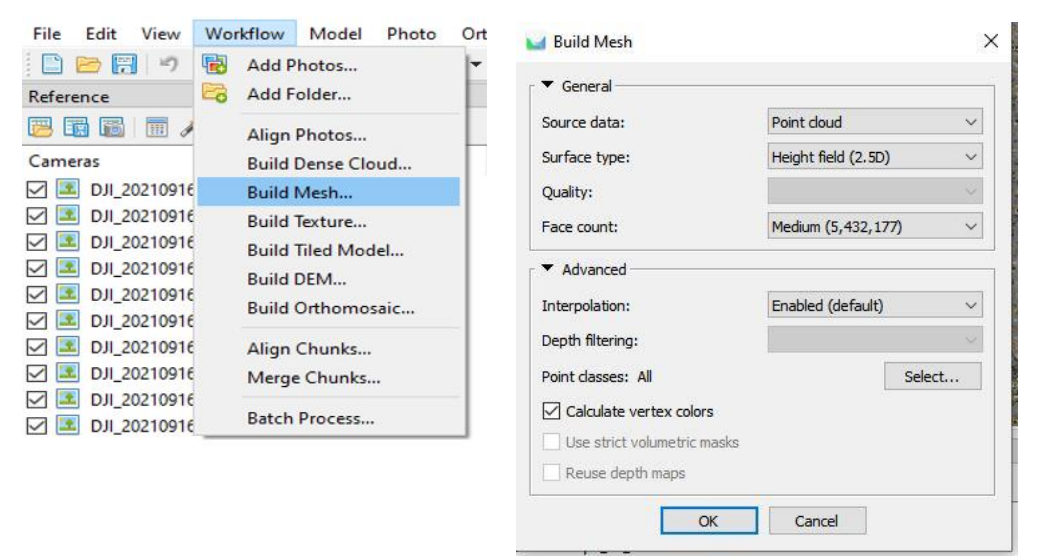 File Edit View Workflow Model Photo Ort
Add Photos...
Reference
Add Folder...
Align Photos...
Cameras
Build Dense Cloud...
DJI_20210916
Build Mesh...
DJI_20210916
Build Texture...
DJI_20210916
Build Tiled Model...
DJI_20210916
Build DEM...
DJI_20210916
Build Orthomosaic...
DJI_20210916
Align Chunks...
DJI_20210916
Merge Chunks...
DJI_20210916
DJI_20210916
Batch Process...
DJI_20210916
Build Mesh
General
Source data: Point cloud
Surface type: Height field (2.5D)
Quality:
Face count: Medium (5,432,177)
Advanced
Interpolation: Enabled (default)
Depth filtering:
Point classes: All Select...
Calculate vertex colors
Use strict volumetric masks
Reuse depth maps
OK Cancel